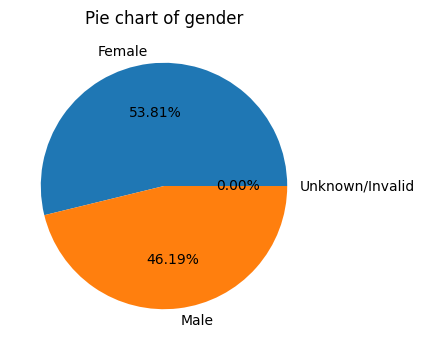 Pie chart of gender
Female
53.81%
0.00%
Unknown/Invalid
46.19%
Male